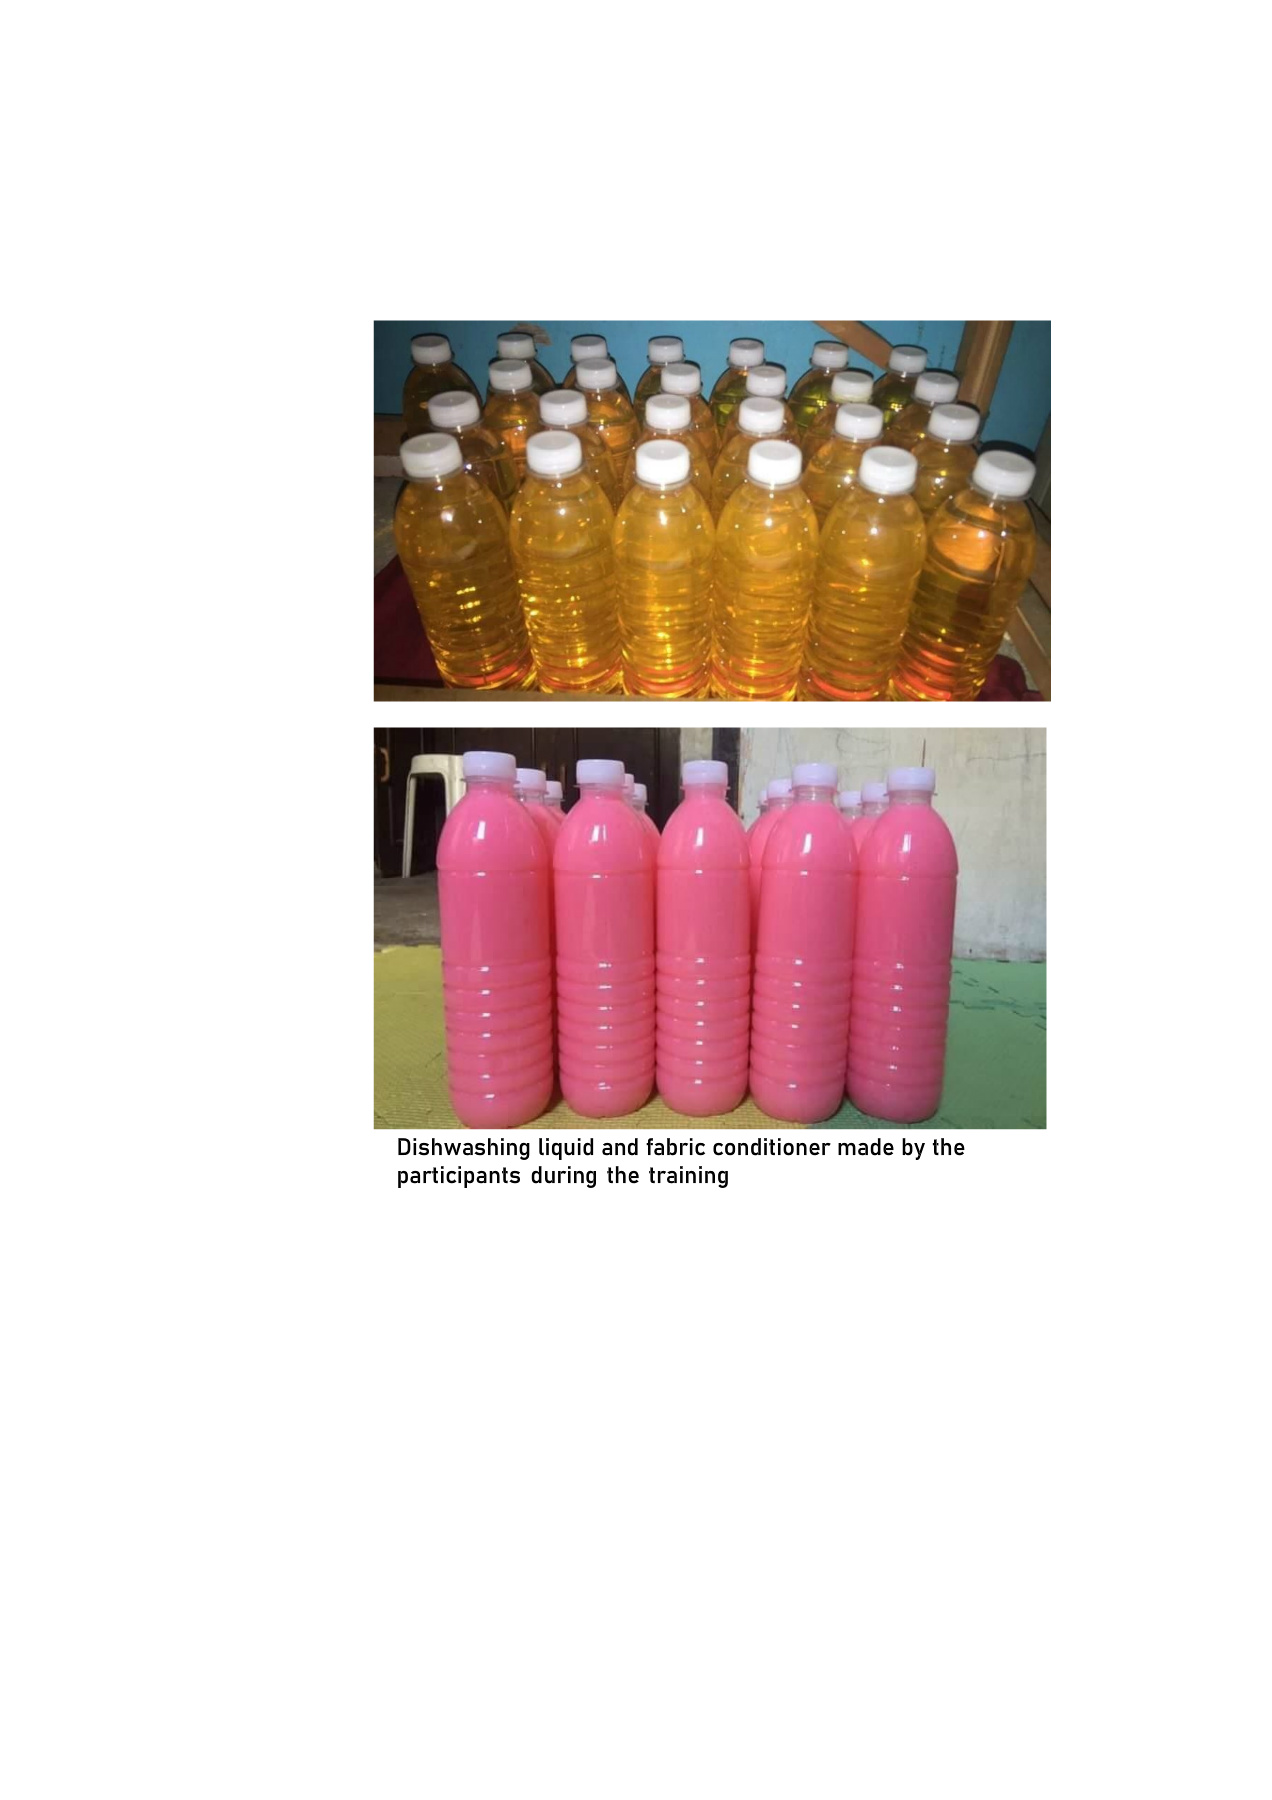 Dishwashing liquid and fabric conditioner made by the
participants during the training